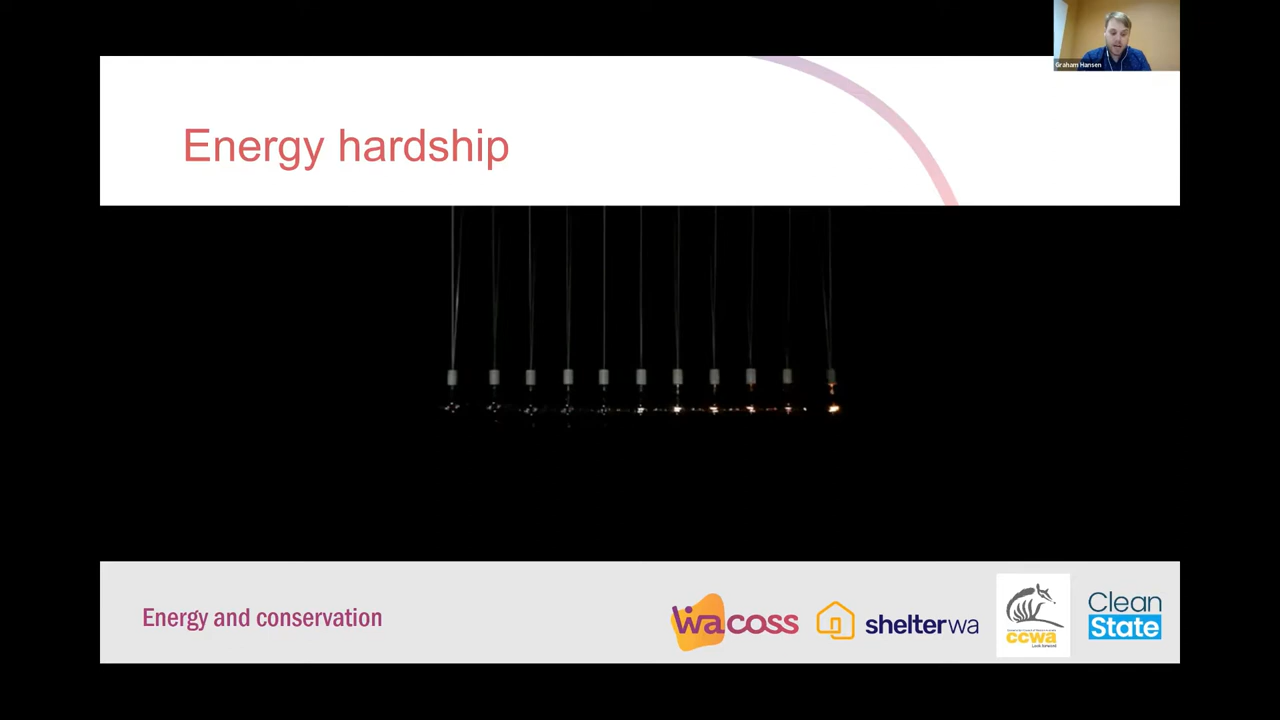 Graham Hansen
Energy hardship
Energy and conservation
wacoss
shelterwa
ccwa
Clean
State